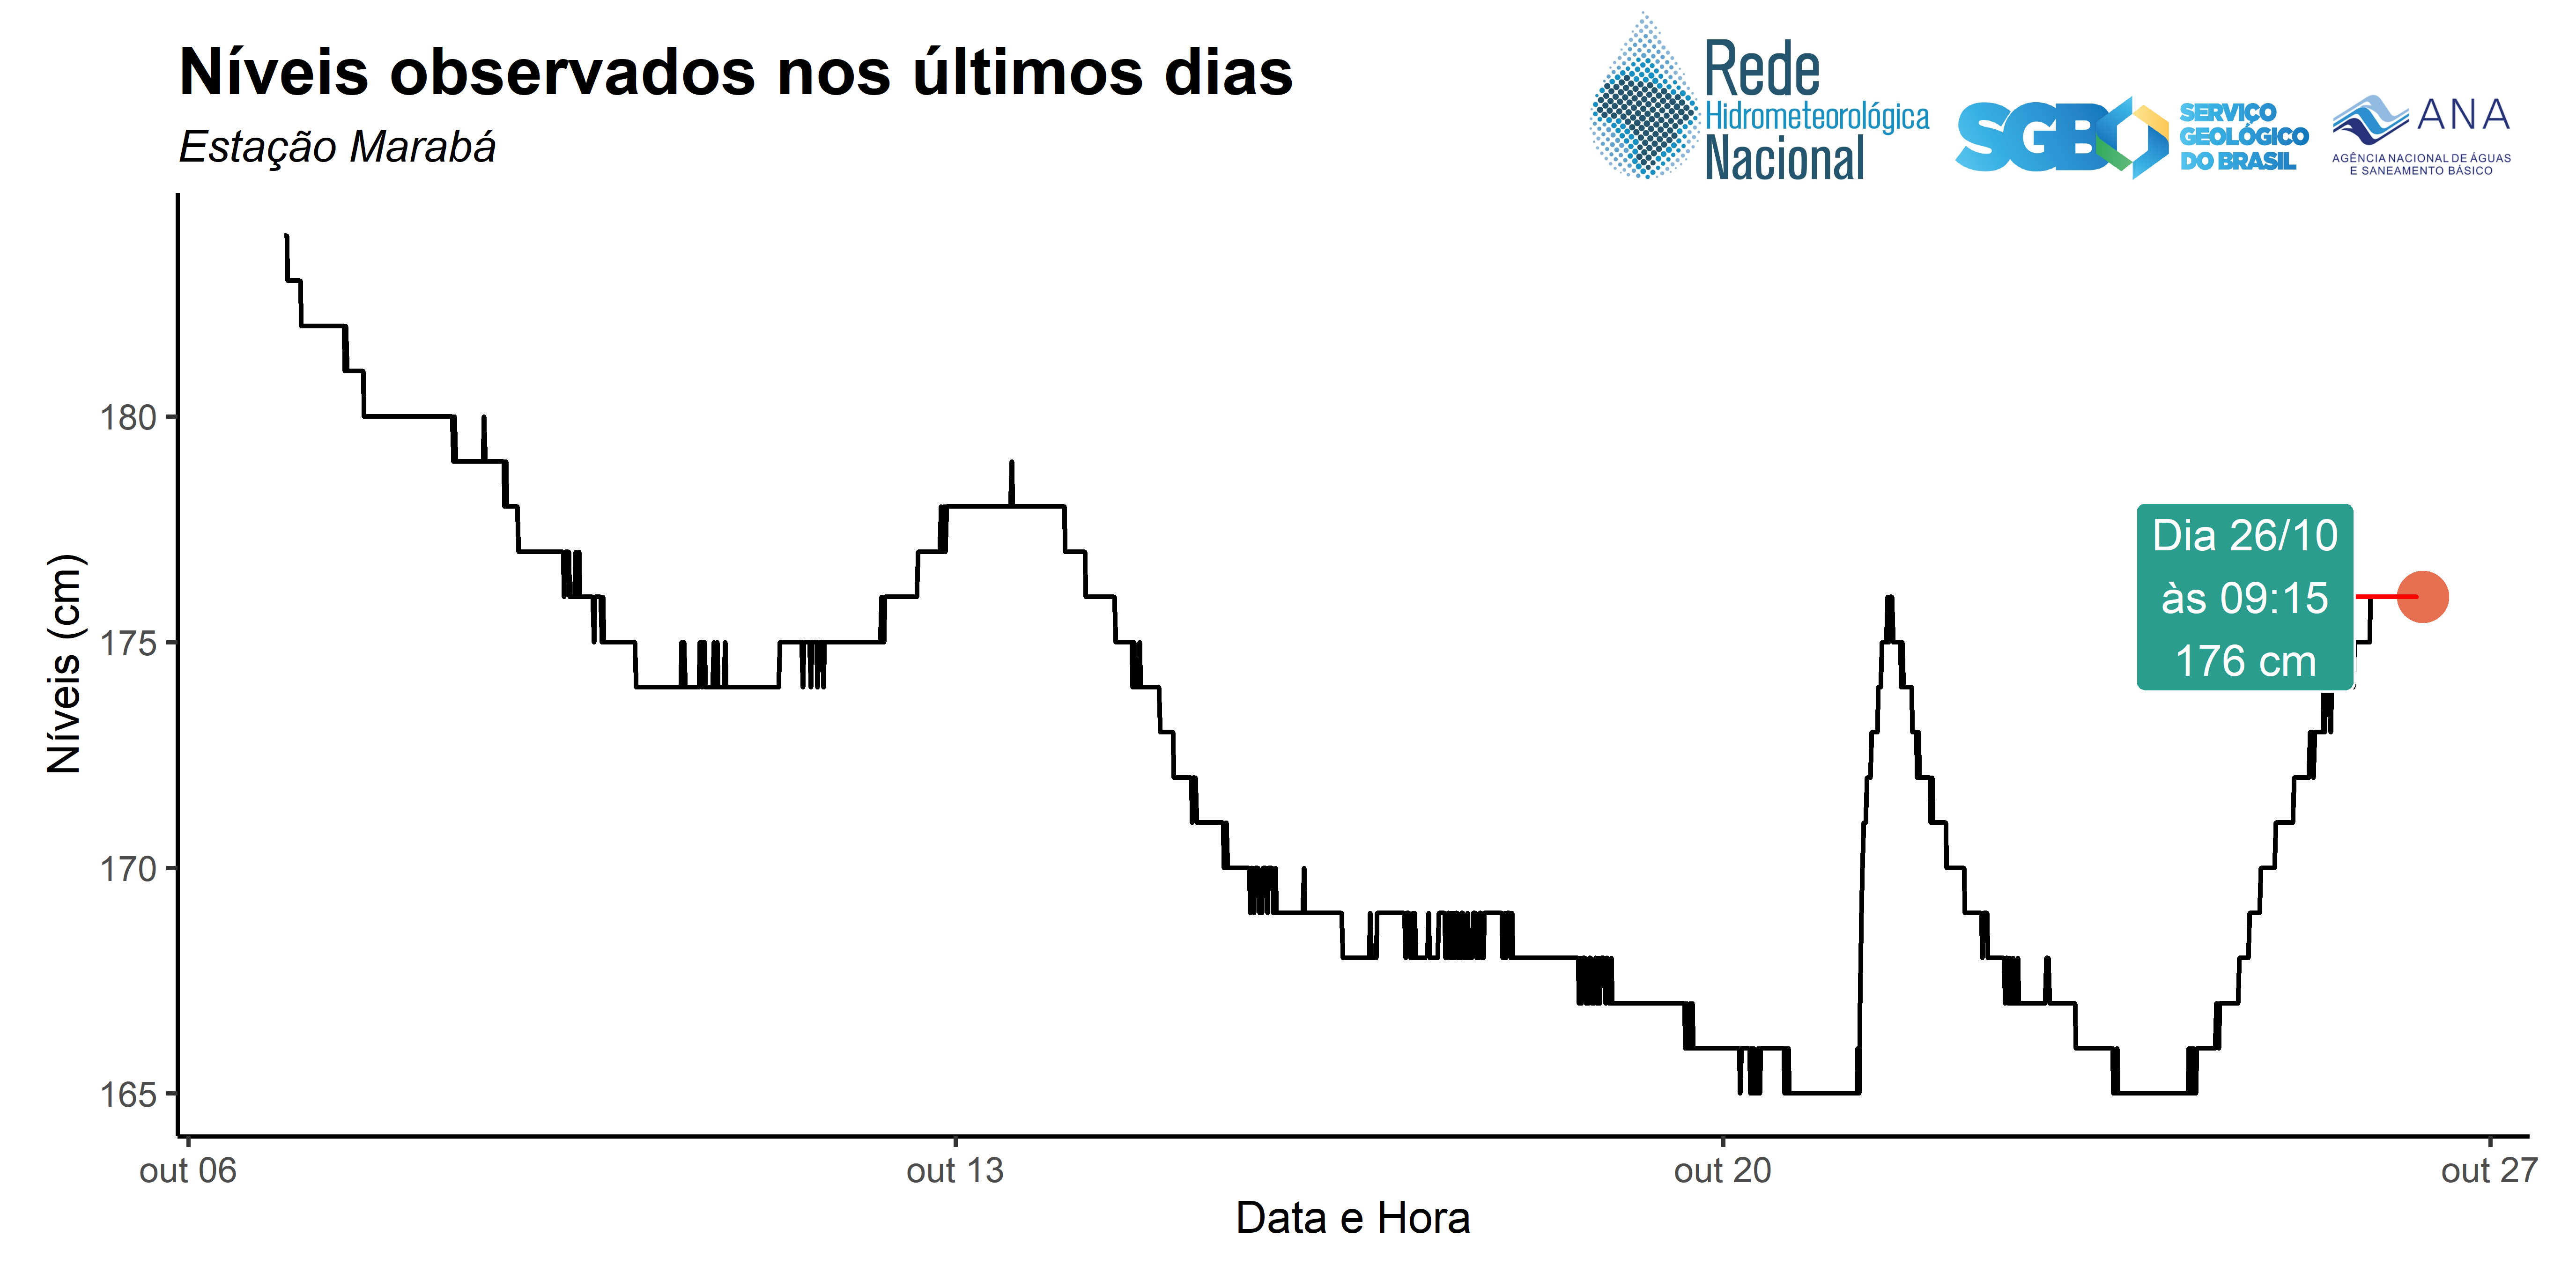 Níveis observados nos últimos dias
Estação Marabá
Rede
Hidrometeorológica
Nacional
SGB
SERVIÇO
GEOLÓGICO
DO BRASIL
ANA
AGÊNCIA NACIONAL DE ÁGUAS
E SANEAMENTO BÁSICO
Níveis (cm)
180
175
170
165
Dia 26/10
às 09:15
176 cm
out 06
out 13
out 20
out 27
Data e Hora